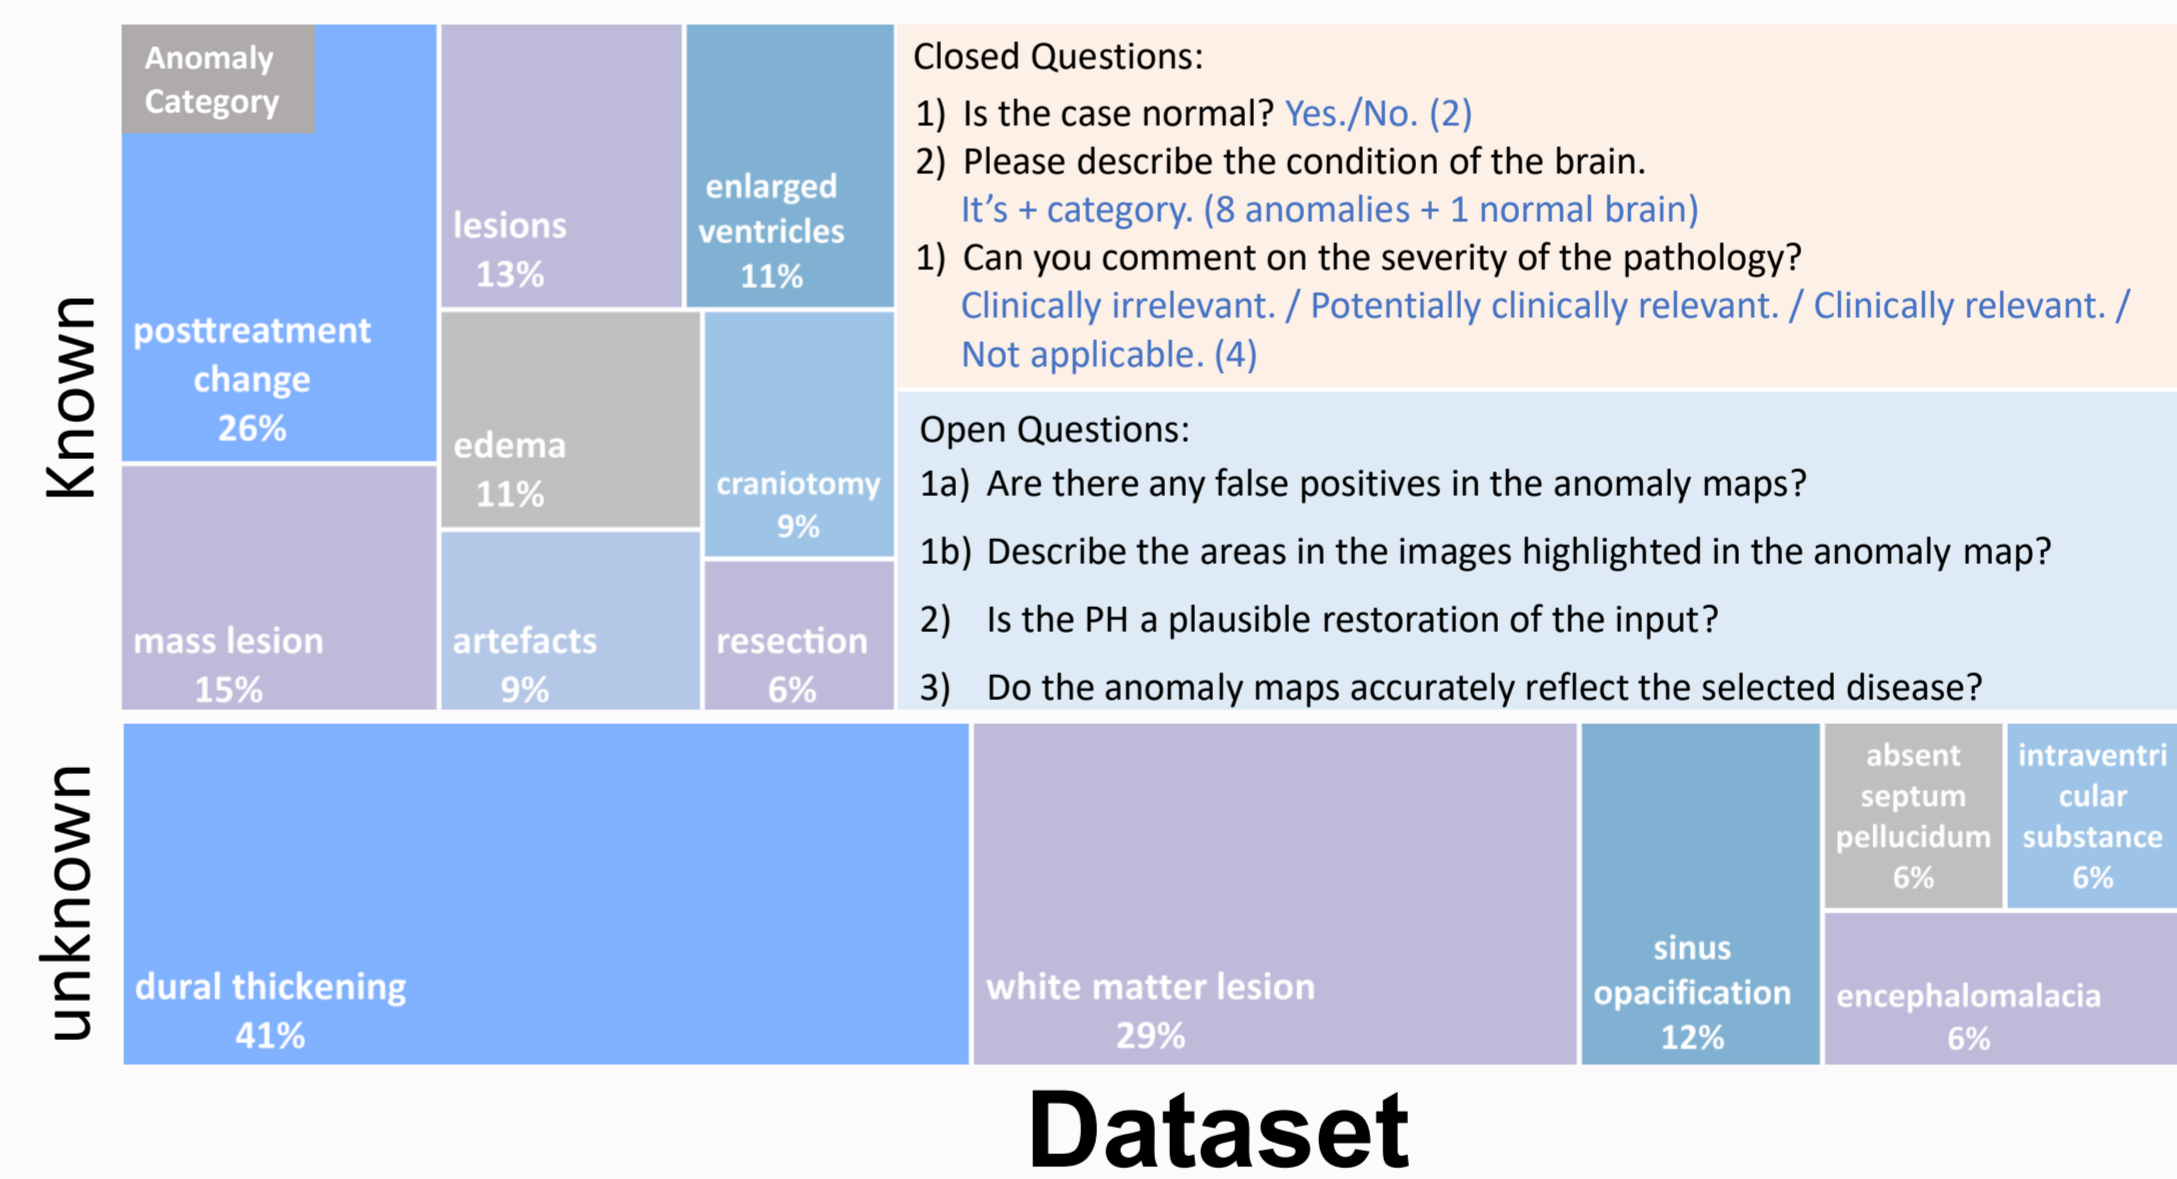 Known
Anomaly
Category
posttreatment
change
26%
mass lesion
15%
lesions
13%
enlarged
ventricles
11%
edema
11%
craniotomy
9%
artefacts
9%
resection
6%
Closed Questions:
1) Is the case normal? Yes./No. (2)
2) Please describe the condition of the brain.
It’s + category. (8 anomalies + 1 normal brain)
1) Can you comment on the severity of the pathology?
Clinically irrelevant. / Potentially clinically relevant. / Clinically relevant. /
Not applicable. (4)
Open Questions:
1a) Are there any false positives in the anomaly maps?
1b) Describe the areas in the images highlighted in the anomaly map?
2) Is the PH a plausible restoration of the input?
3) Do the anomaly maps accurately reflect the selected disease?
unknown
dural thickening
41%
white matter lesion
29%
sinus
opacification
12%
absent
septum
pellucidum
6%
intraventri
cular
substance
6%
encephalomalacia
6%
Dataset